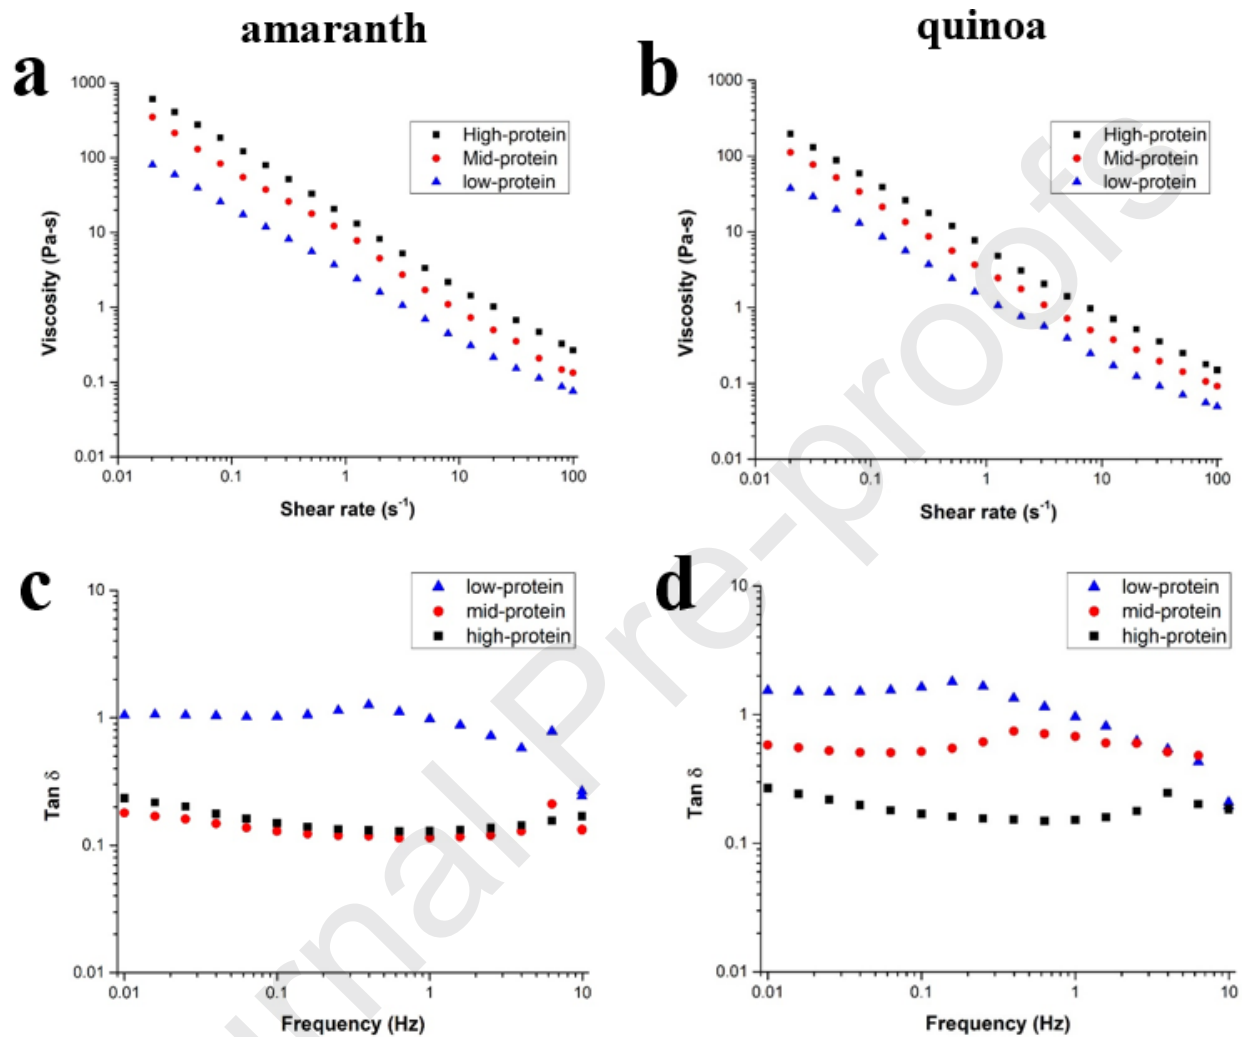 amaranth
quinoa
a
1000
100
10
1
0.1
0.01
Viscosity (Pa-s)
High-protein
Mid-protein
low-protein
0.01 0.1 1 10 100
Shear rate (s⁻¹)
b
1000
100
10
1
0.1
0.01
Viscosity (Pa-s)
High-protein
Mid-protein
low-protein
0.01 0.1 1 10 100
Shear rate (s⁻¹)
c
10
1
0.1
0.01
Tan δ
low-protein
mid-protein
high-protein
0.01 0.1 1 10
Frequency (Hz)
d
10
1
0.1
0.01
Tan δ
low-protein
mid-protein
high-protein
0.01 0.1 1 10
Frequency (Hz)
rnal Pre-proofs